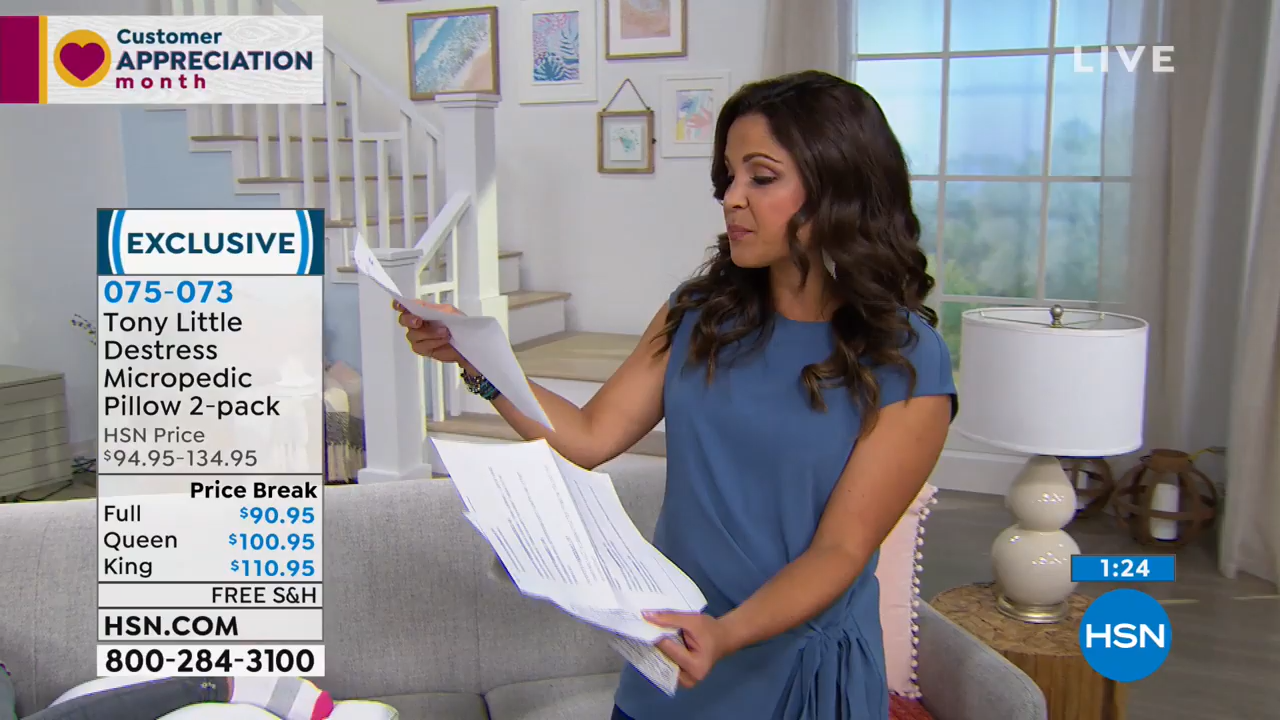 Customer
APPRECIATION
month
LIVE
EXCLUSIVE
075-073
Tony Little
Destress
Micropedic
Pillow 2-pack
HSN Price
$94.95-134.95
Price Break
Full $90.95
Queen $100.95
King $110.95
FREE S&H
HSN.COM
800-284-3100
1:24
HSN